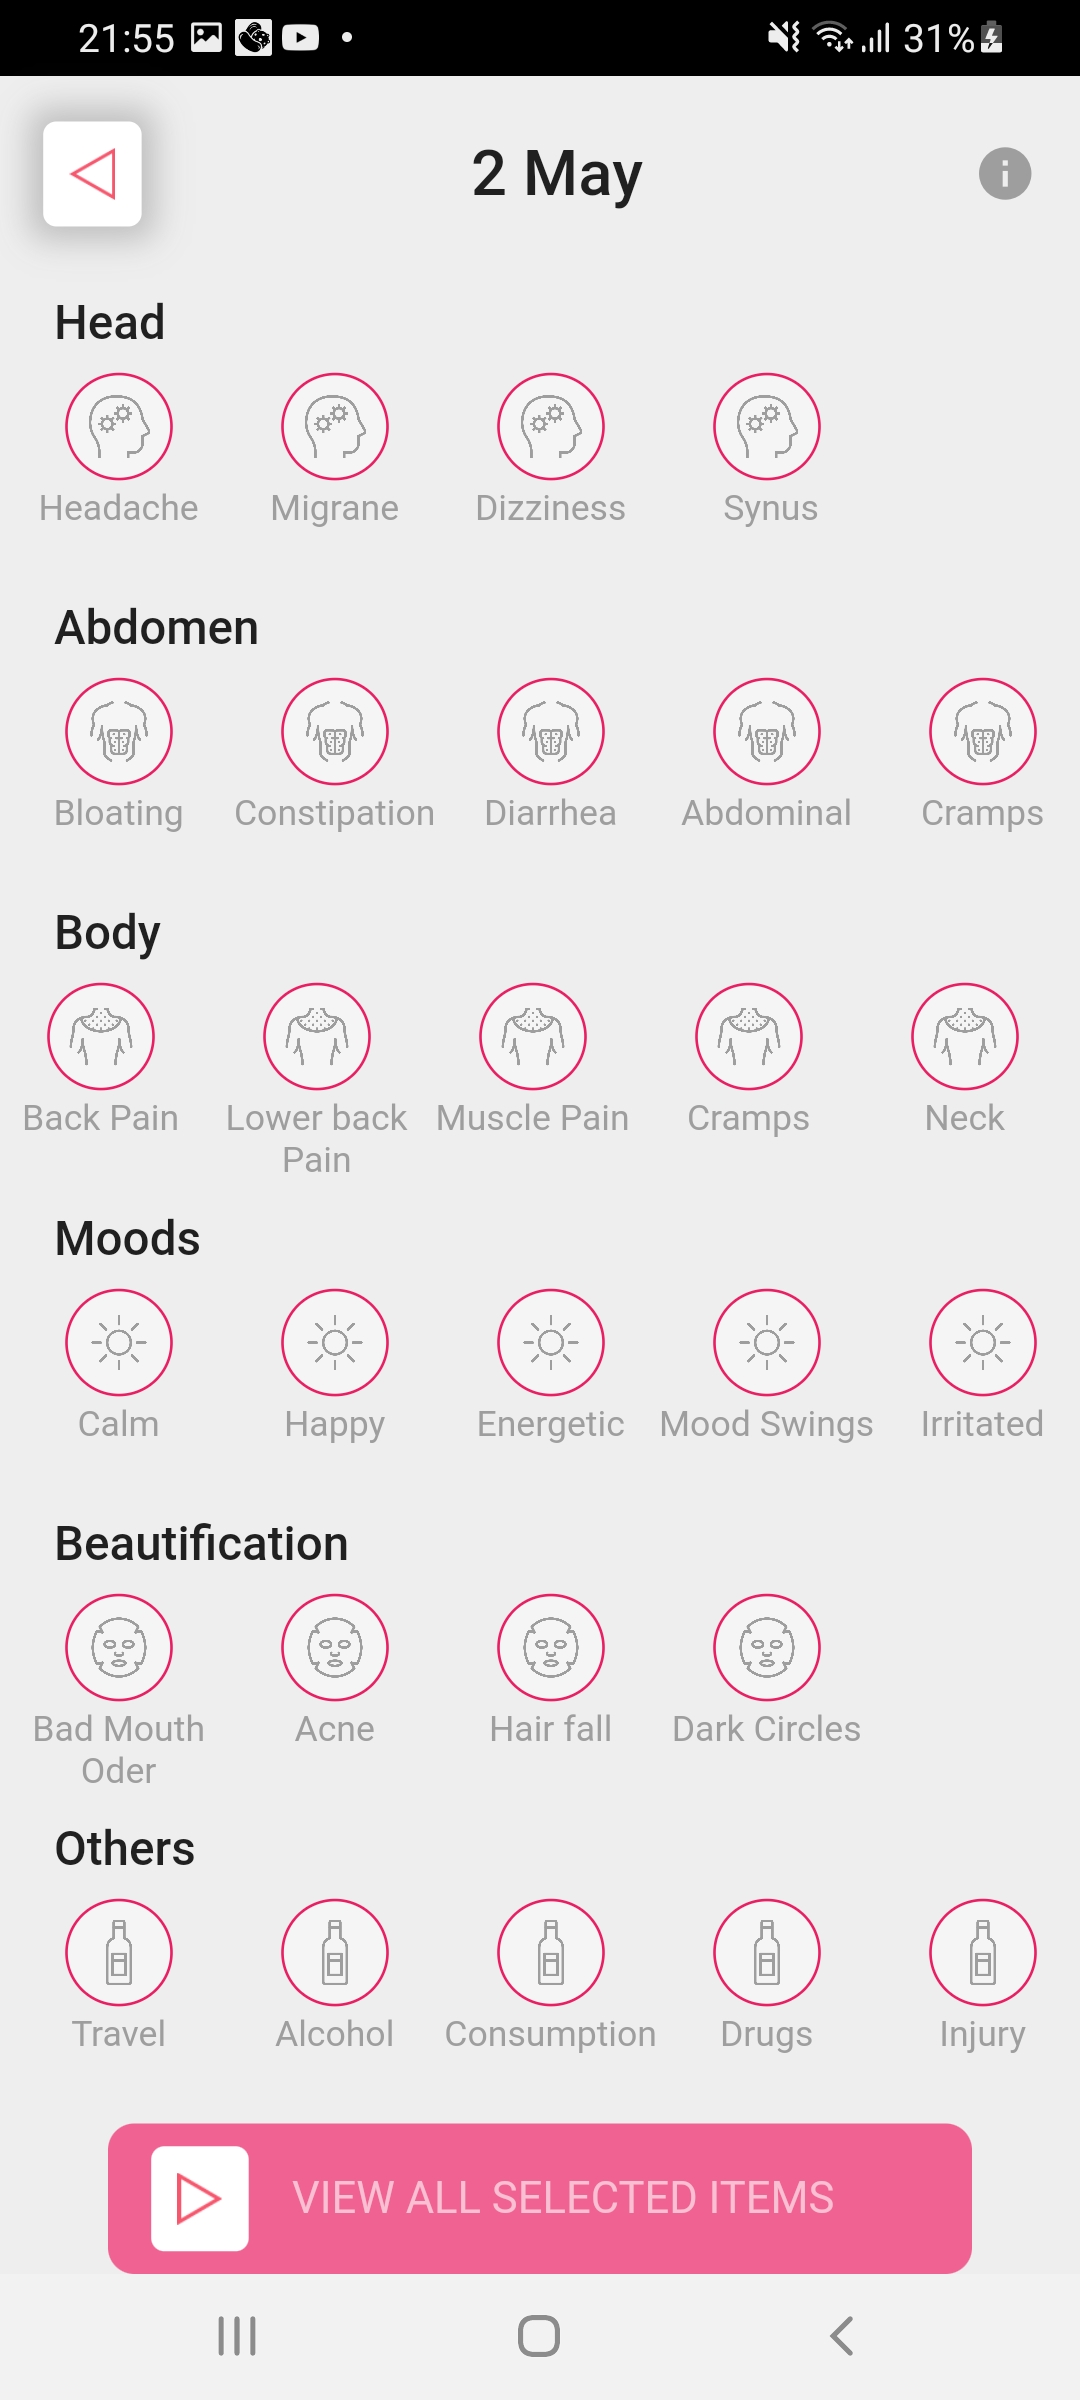 21:55
31%
2 May
Head
Headache Migrane Dizziness Synus
Abdomen
Bloating Constipation Diarrhea Abdominal Cramps
Body
Back Pain Lower back Muscle Pain Cramps Neck
Pain
Moods
Calm Happy Energetic Mood Swings Irritated
Beautification
Bad Mouth Acne Hair fall Dark Circles
Oder
Others
Travel Alcohol Consumption Drugs Injury
VIEW ALL SELECTED ITEMS